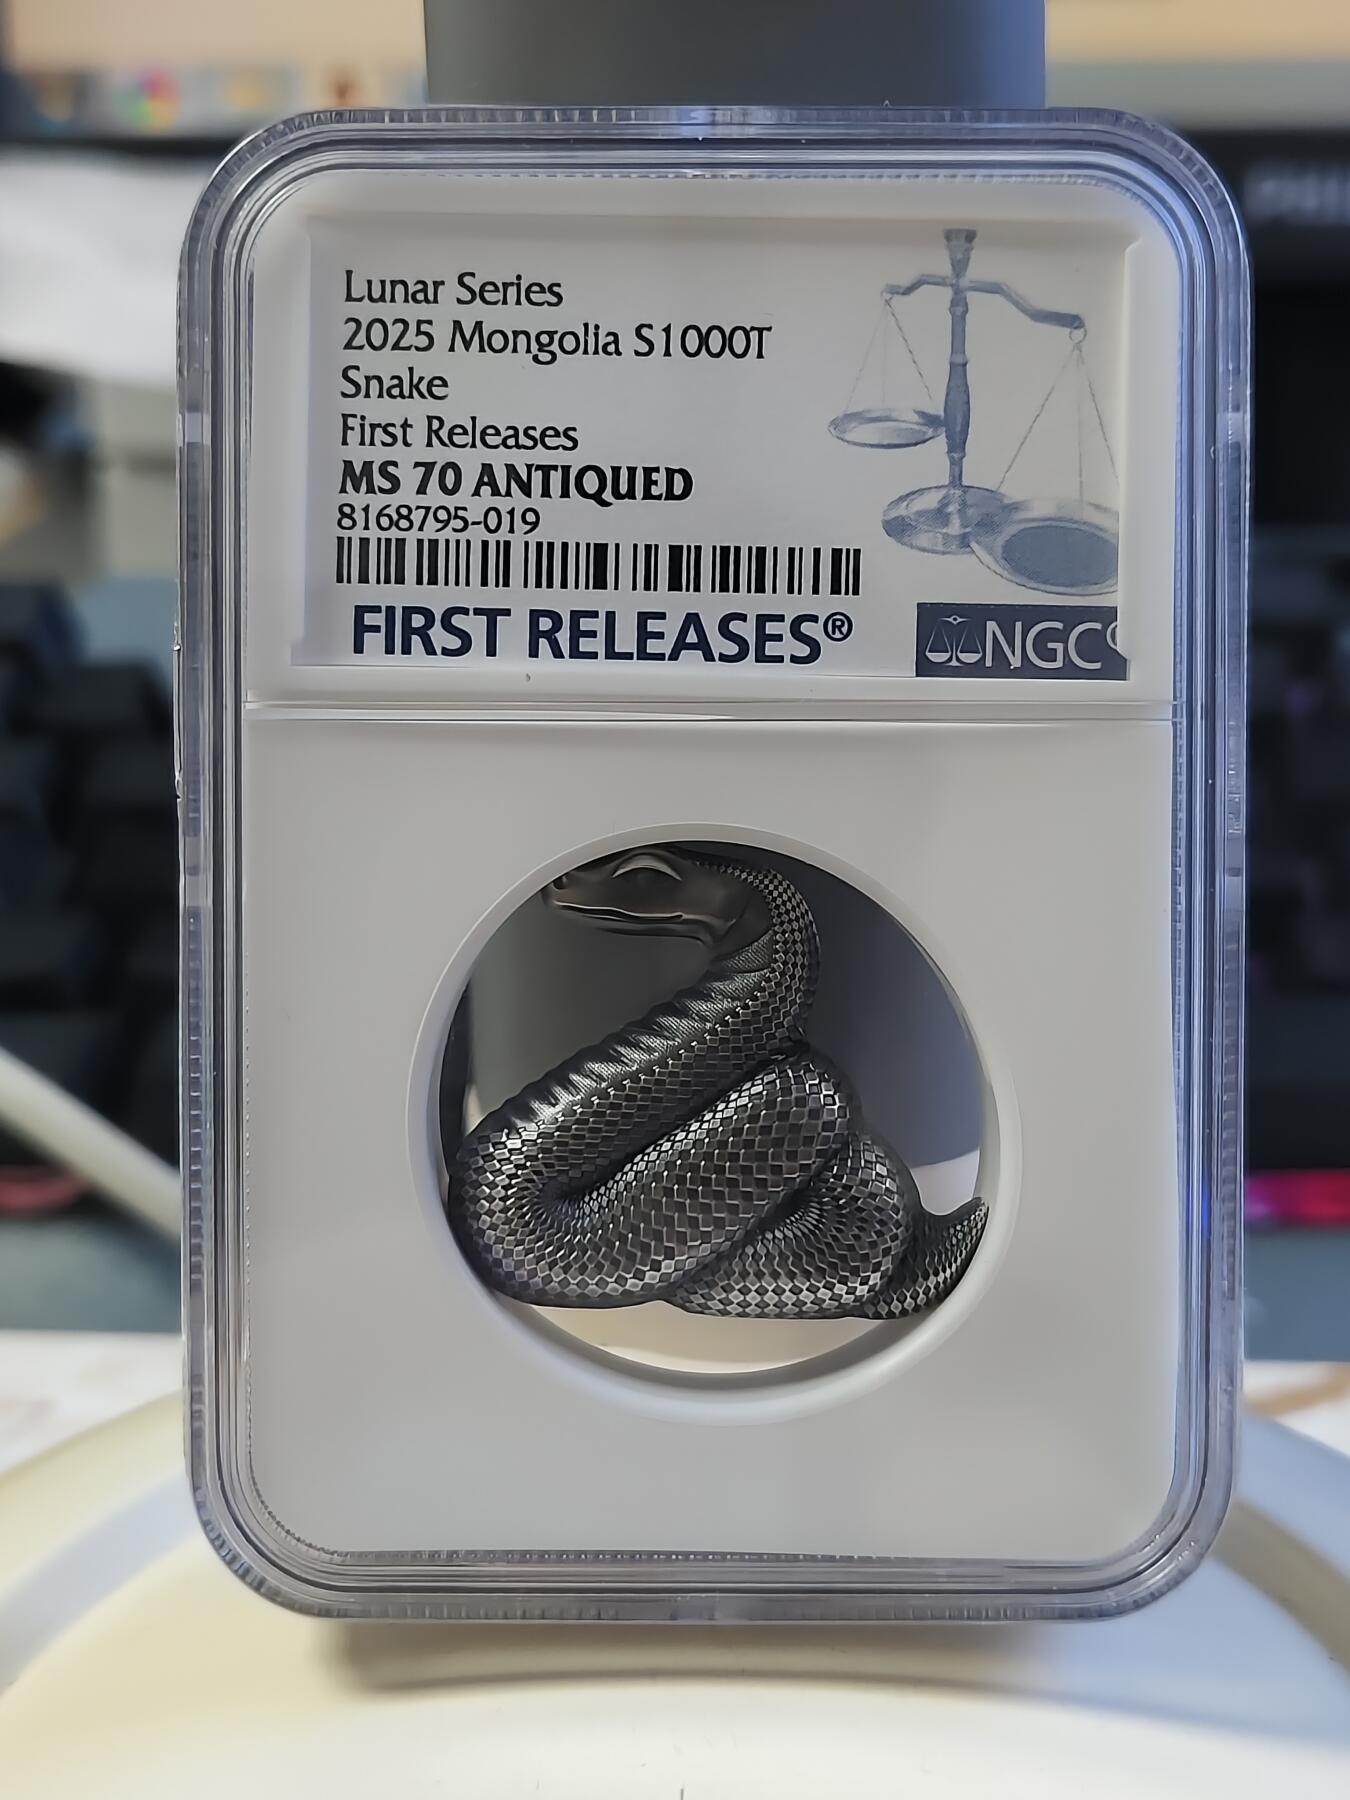 Lunar Series
2025 Mongolia S1000T
Snake
First Releases
MS 70 ANTIQUED
8168795-019
FIRST RELEASES®
NGC